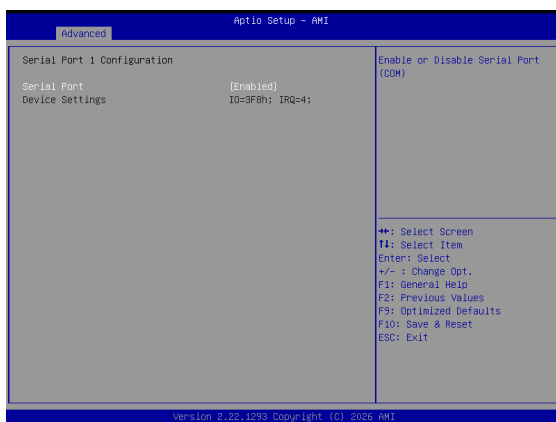 Aptio Setup - AMI
Advanced
Serial Port 1 Configuration
Serial Port [Enabled]
Device Settings IO=3F8h; IRQ=4;
Enable or Disable Serial Port
(COM)
→←: Select Screen
↑↓: Select Item
Enter: Select
+/- : Change Opt.
F1: General Help
F2: Previous Values
F9: Optimized Defaults
F10: Save & Reset
ESC: Exit
Version 2.22.1293 Copyright (C) 2026 AMI